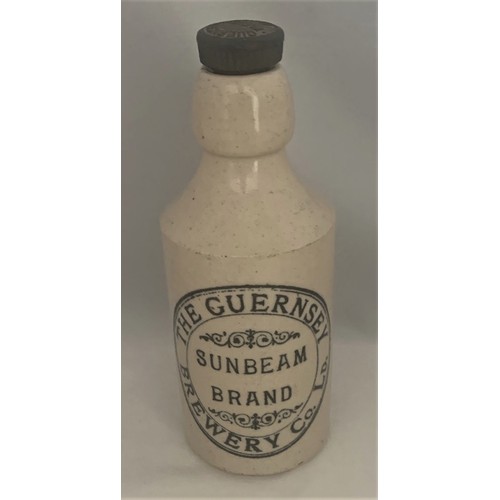 THE GUERNSEY
SUNBEAM
BRAND
BREWERY Co. LD.